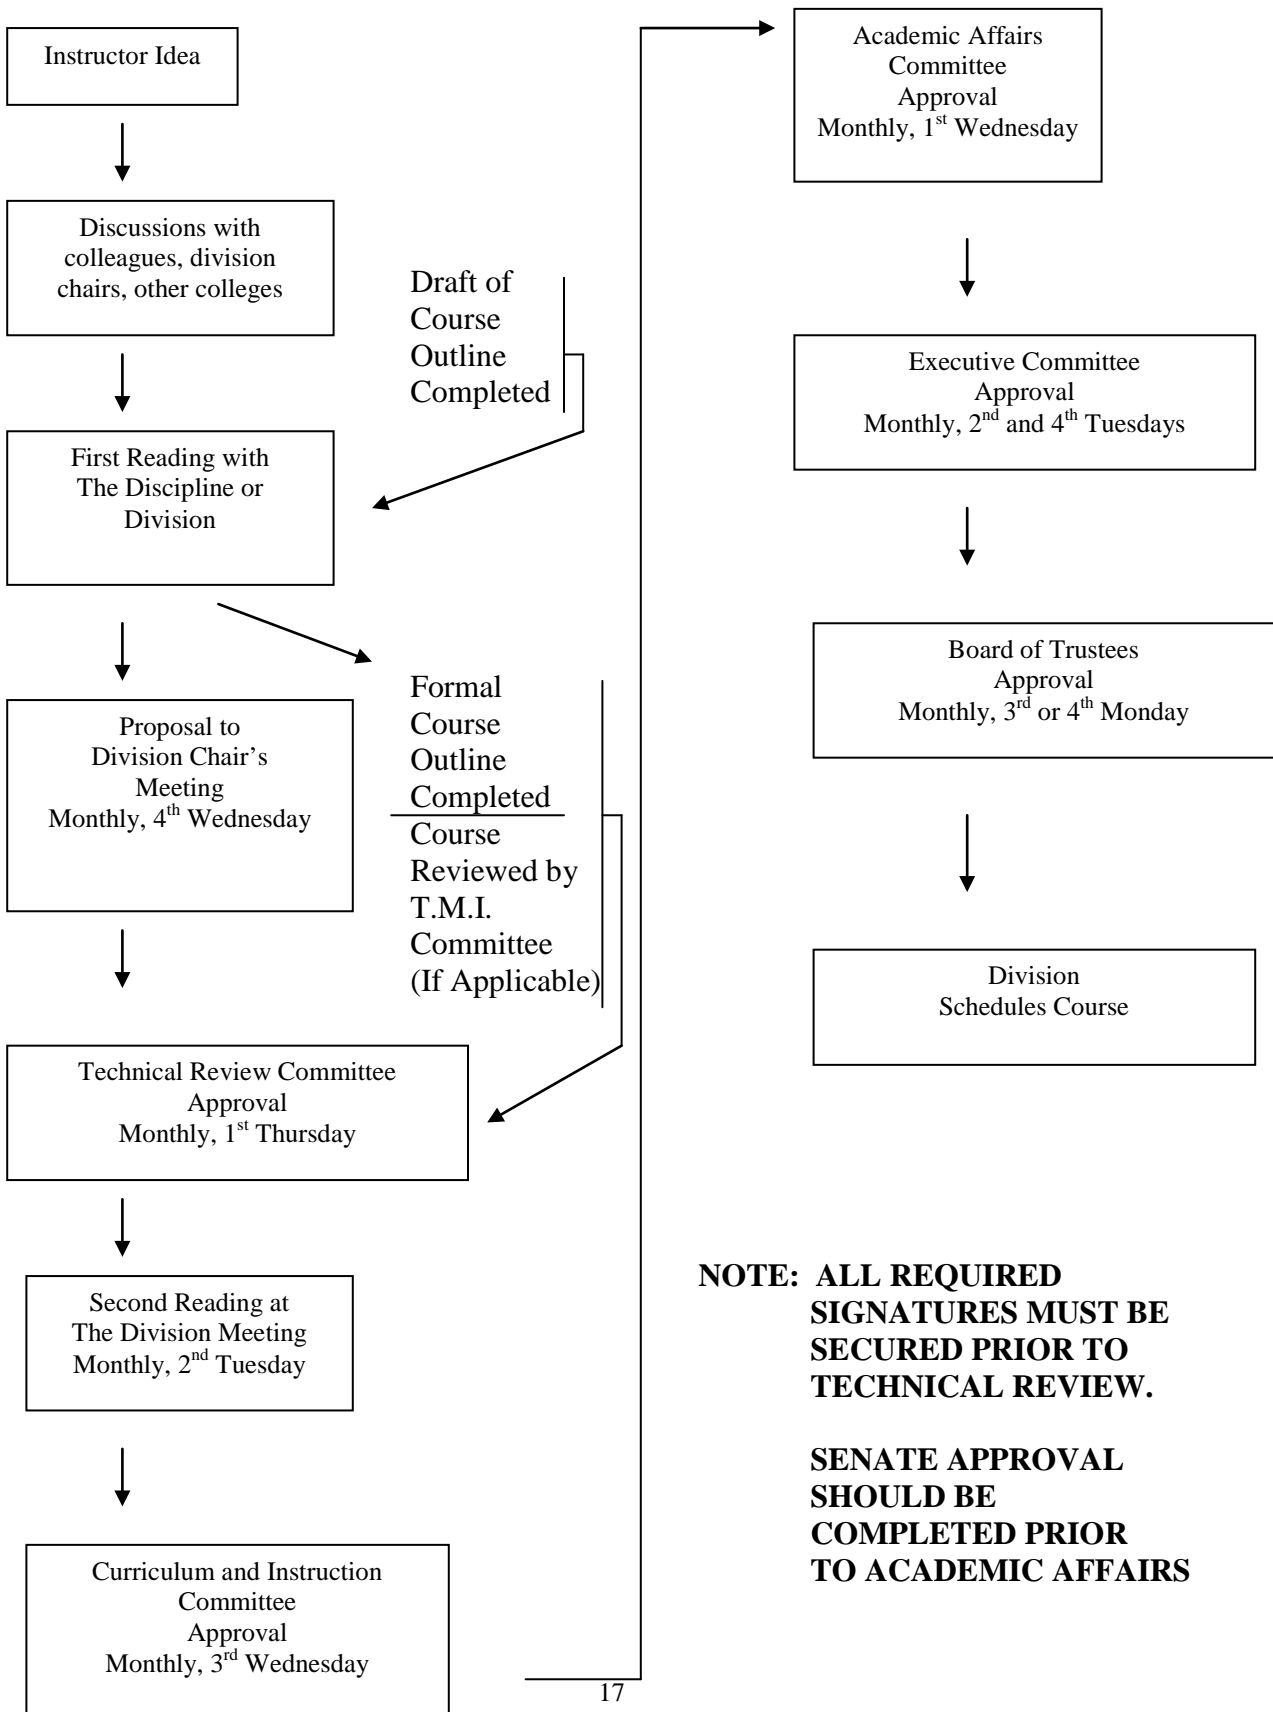 Instructor Idea
Discussions with
colleagues, division
chairs, other colleges
Draft of
Course
Outline
Completed
First Reading with
The Discipline or
Division
Proposal to
Division Chair’s
Meeting
Monthly, 4th Wednesday
Formal
Course
Outline
Completed
Course
Reviewed by
T.M.I.
Committee
(If Applicable)
Technical Review Committee
Approval
Monthly, 1st Thursday
Second Reading at
The Division Meeting
Monthly, 2nd Tuesday
Curriculum and Instruction
Committee
Approval
Monthly, 3rd Wednesday
Academic Affairs
Committee
Approval
Monthly, 1st Wednesday
Executive Committee
Approval
Monthly, 2nd and 4th Tuesdays
Board of Trustees
Approval
Monthly, 3rd or 4th Monday
Division
Schedules Course
NOTE: ALL REQUIRED
SIGNATURES MUST BE
SECURED PRIOR TO
TECHNICAL REVIEW.
SENATE APPROVAL
SHOULD BE
COMPLETED PRIOR
TO ACADEMIC AFFAIRS
17